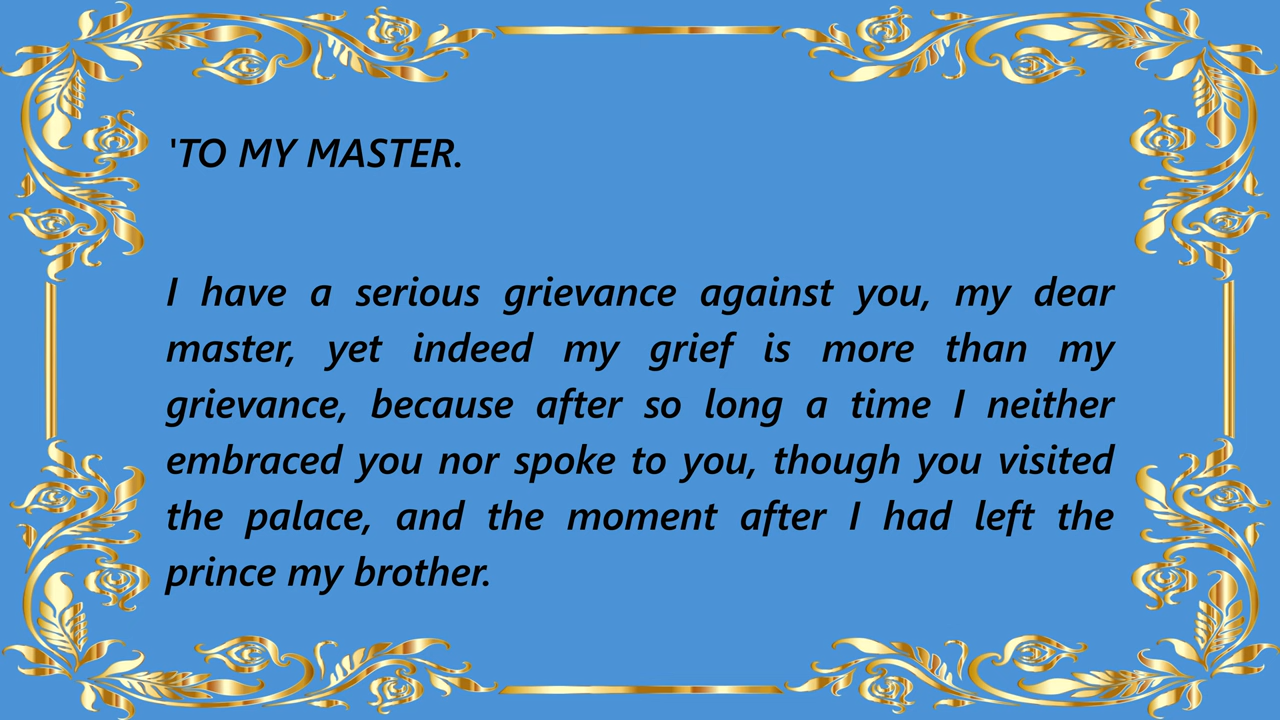 'TO MY MASTER.
I have a serious grievance against you, my dear
master, yet indeed my grief is more than my
grievance, because after so long a time I neither
embraced you nor spoke to you, though you visited
the palace, and the moment after I had left the
prince my brother.